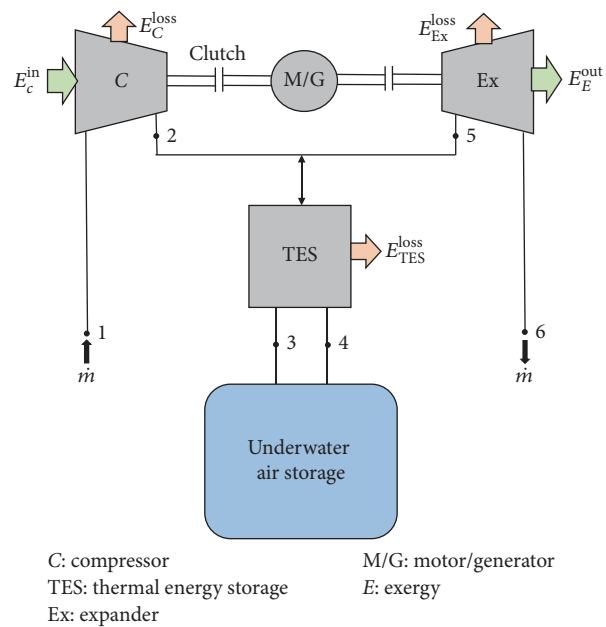 E_C^loss
E_Ex^loss
Clutch
E_c^in
C
M/G
Ex
E_E^out
2
5
TES
E_TES^loss
1
3
4
6
ṁ
ṁ
Underwater
air storage
C: compressor
M/G: motor/generator
TES: thermal energy storage
E: exergy
Ex: expander